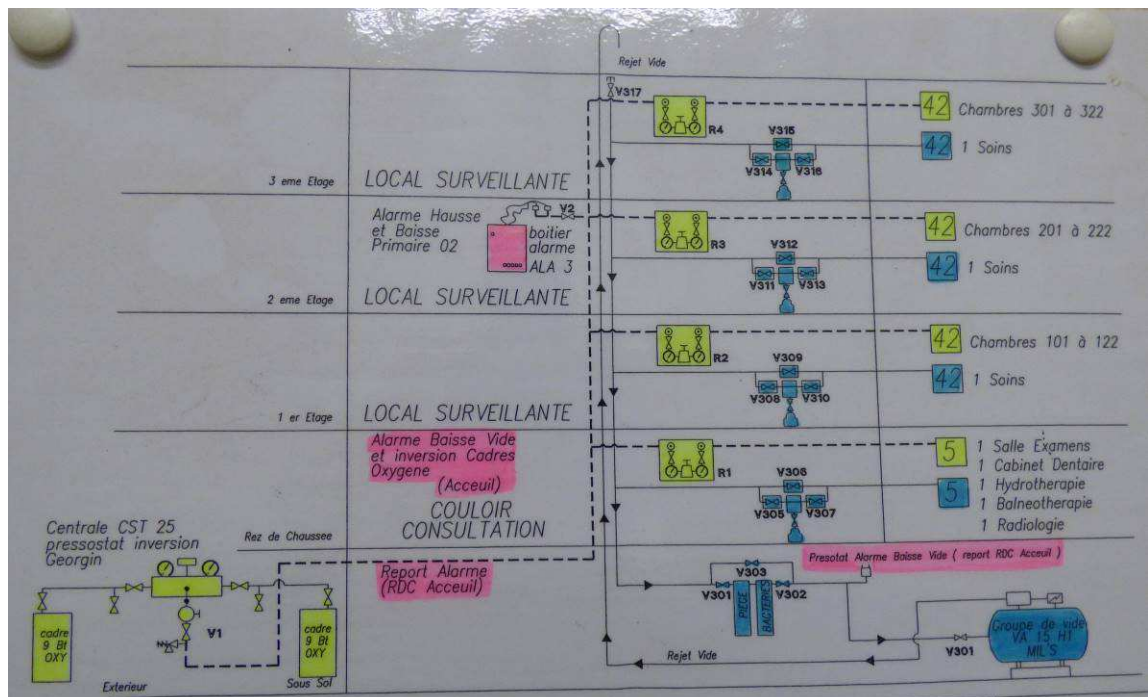 Rejet Vide
V317
R4
V315
V314
V316
42
Chambres 301 à 322
42
1 Soins
3 eme Etage
LOCAL SURVEILLANTE
Alarme Hausse
et Baisse
Primaire 02
V2
boitier
alarme
ALA 3
R3
V312
V311
V313
42
Chambres 201 à 222
42
1 Soins
2 eme Etage
LOCAL SURVEILLANTE
R2
V309
V308
V310
42
Chambres 101 à 122
42
1 Soins
1 er Etage
LOCAL SURVEILLANTE
Alarme Baisse Vide
et inversion Cadres
Oxygene
(Acceuil)
COULOIR
CONSULTATION
R1
V306
V305
V307
5
5
1 Salle Examens
1 Cabinet Dentaire
1 Hydrotherapie
1 Balneotherapie
1 Radiologie
Rez de Chaussee
Centrale CST 25
pressostat inversion
Georgin
cadre
9 Bt
OXY
V1
cadre
9 Bt
OXY
Exterieur
Sous Sol
Report Alarme
(RDC Acceuil)
Presotat Alarme Baisse Vide ( report RDC Acceuil )
V303
V301
V302
PIEGE
BACTERIES
V301
Groupe de vide
VA 15 H1
MIL'S
Rejet Vide